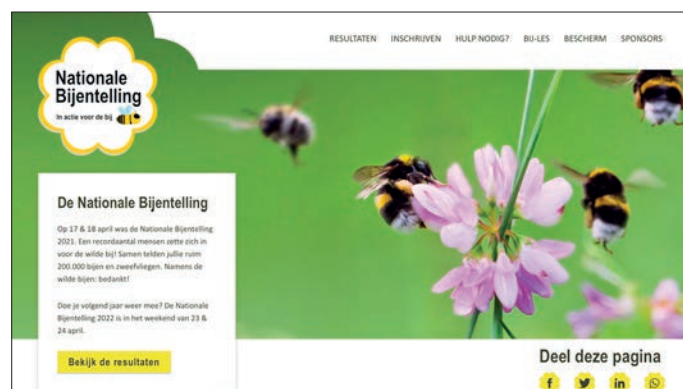 RESULTATEN INSCHRIJVEN HULP NODIG? BIJ-LES BESCHERM SPONSORS
Nationale
Bijentelling
In actie voor de bij
De Nationale Bijentelling
Op 17 & 18 april was de Nationale Bijentelling
2021. Een recordaantal mensen zette zich in
voor de wilde bij! Samen telden jullie ruim
200.000 bijen en zweefvliegen. Namens de
wilde bijen: bedankt!
Doe je volgend jaar weer mee? De Nationale
Bijentelling 2022 is in het weekend van 23 &
24 april.
Bekijk de resultaten
Deel deze pagina